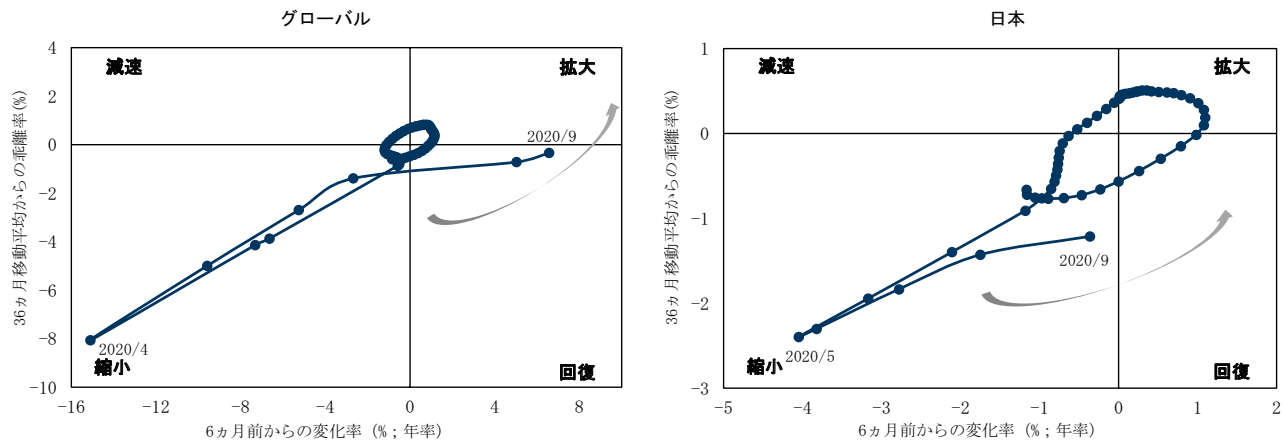 グローバル
減速
拡大
2020/9
2020/4
縮小
回復
4
2
0
−2
−4
−6
−8
−10
−16
−12
−8
−4
0
4
8
36ヵ月移動平均からの乖離率(%)
6ヵ月前からの変化率 (%；年率)
日本
減速
拡大
2020/9
2020/5
縮小
回復
1
0
−1
−2
−3
−5
−4
−3
−2
−1
0
1
2
36ヵ月移動平均からの乖離率(%)
6ヵ月前からの変化率 (%；年率)